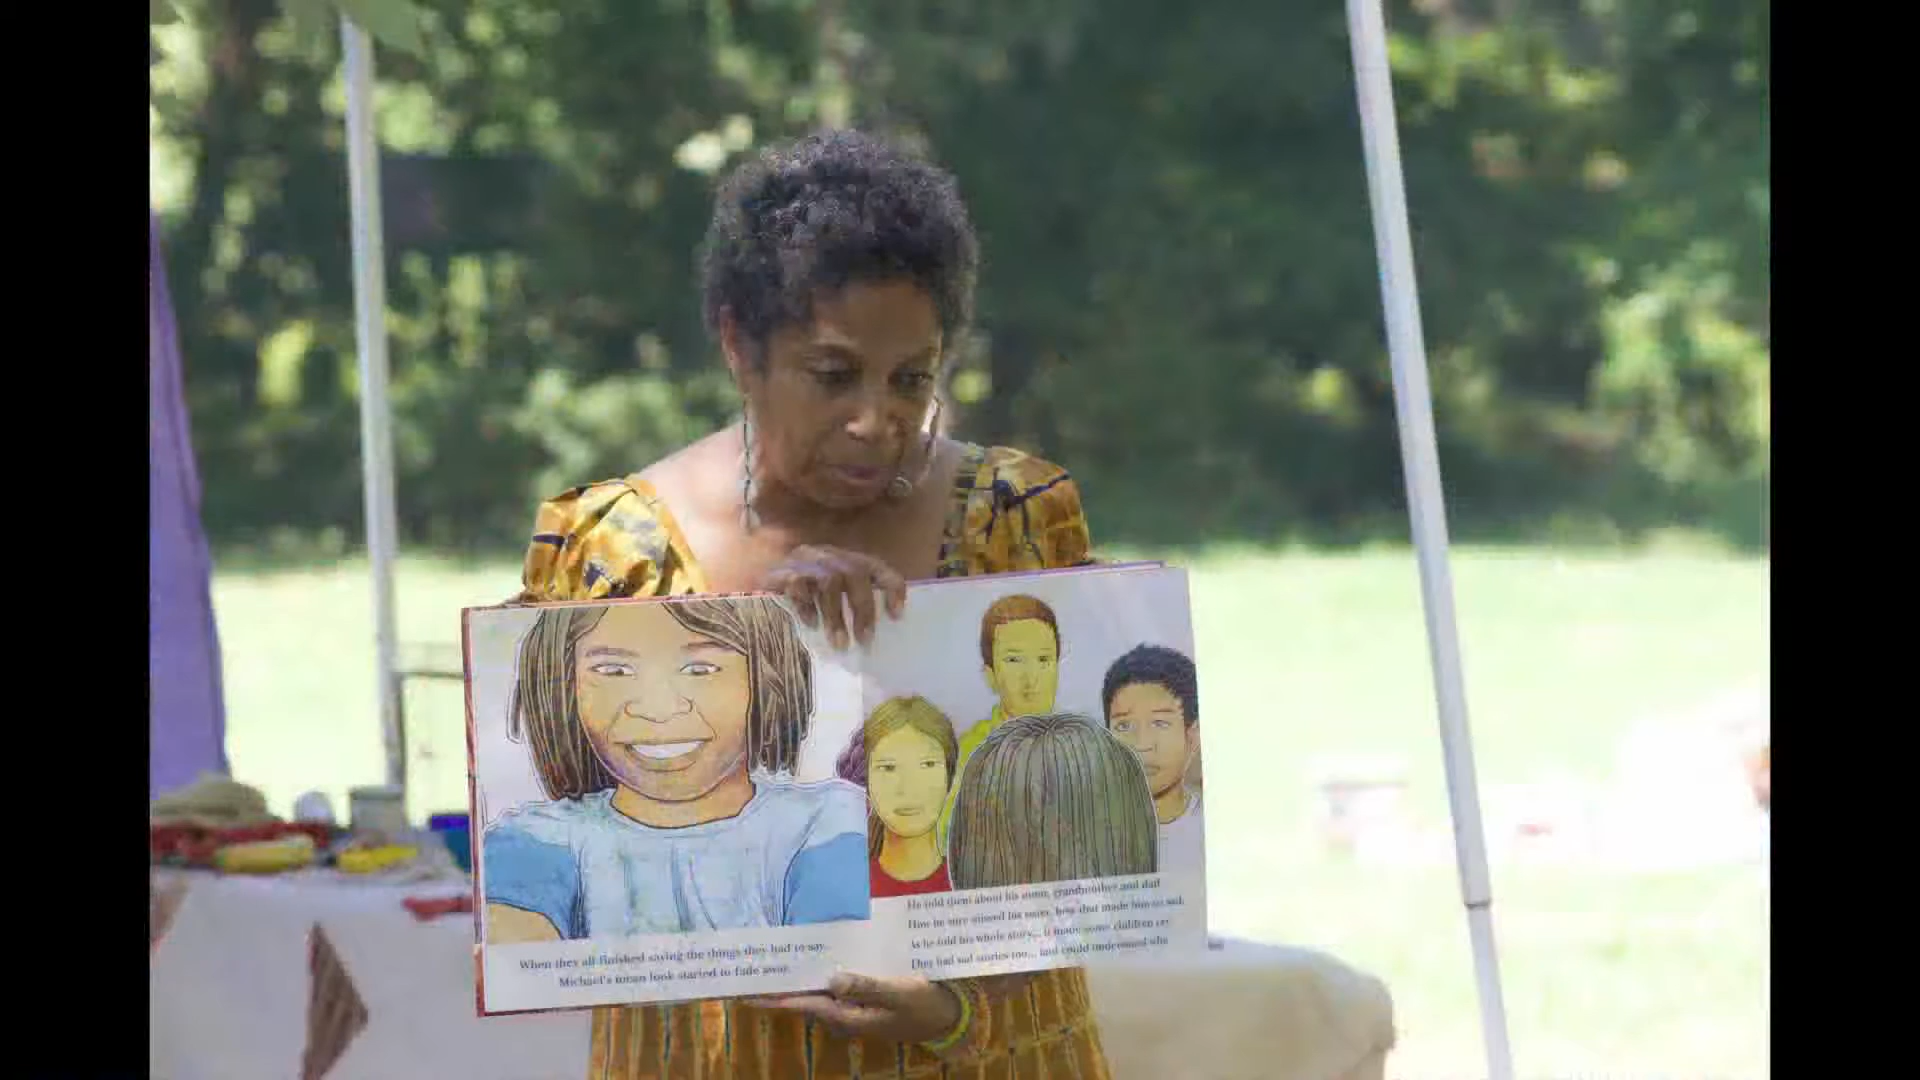 When they all finished saying the things they had to say..
Michael's mean look started to fade away.
He told them about his mom, grandmother and dad
How he sure missed his sister, how that made him so sad.
As he told his whole story... it made some children cry
They had sad stories too... and could understand why